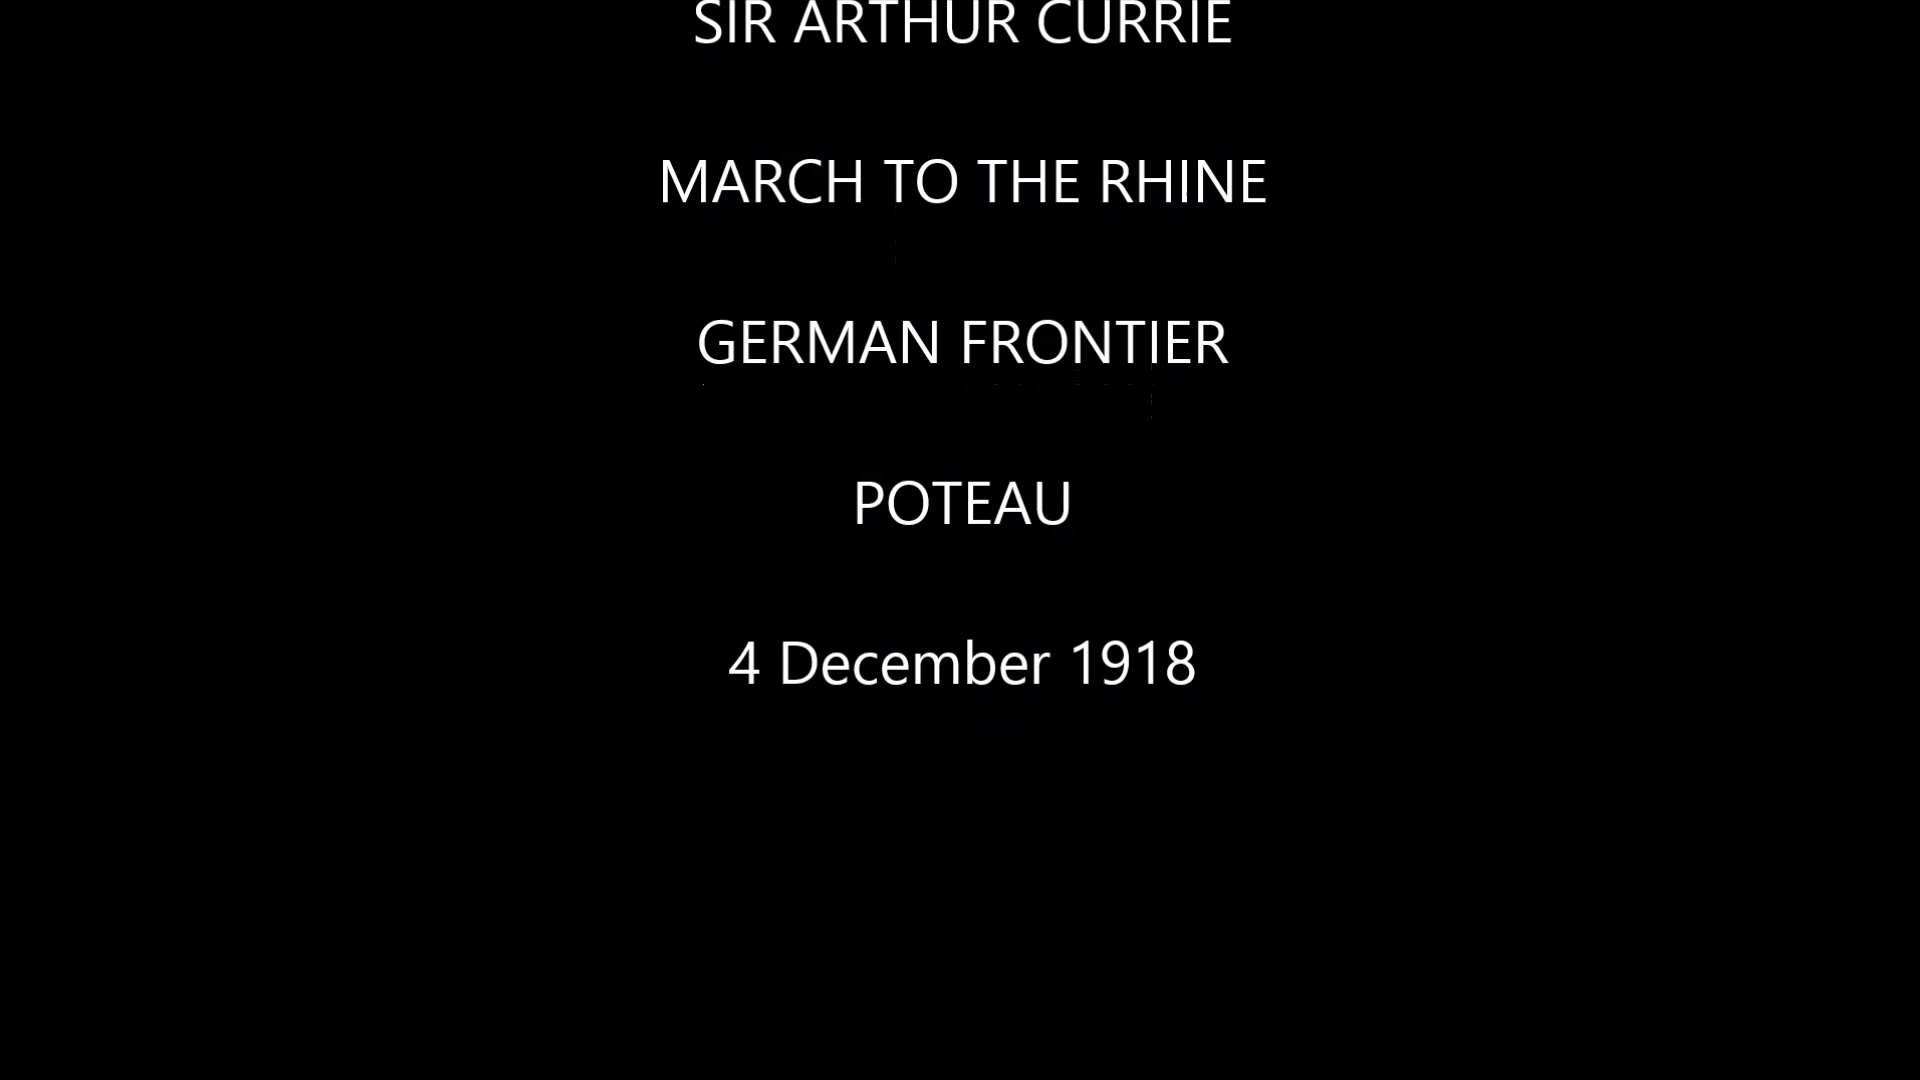 SIR ARTHUR CURRIE
MARCH TO THE RHINE
GERMAN FRONTIER
POTEAU
4 December 1918